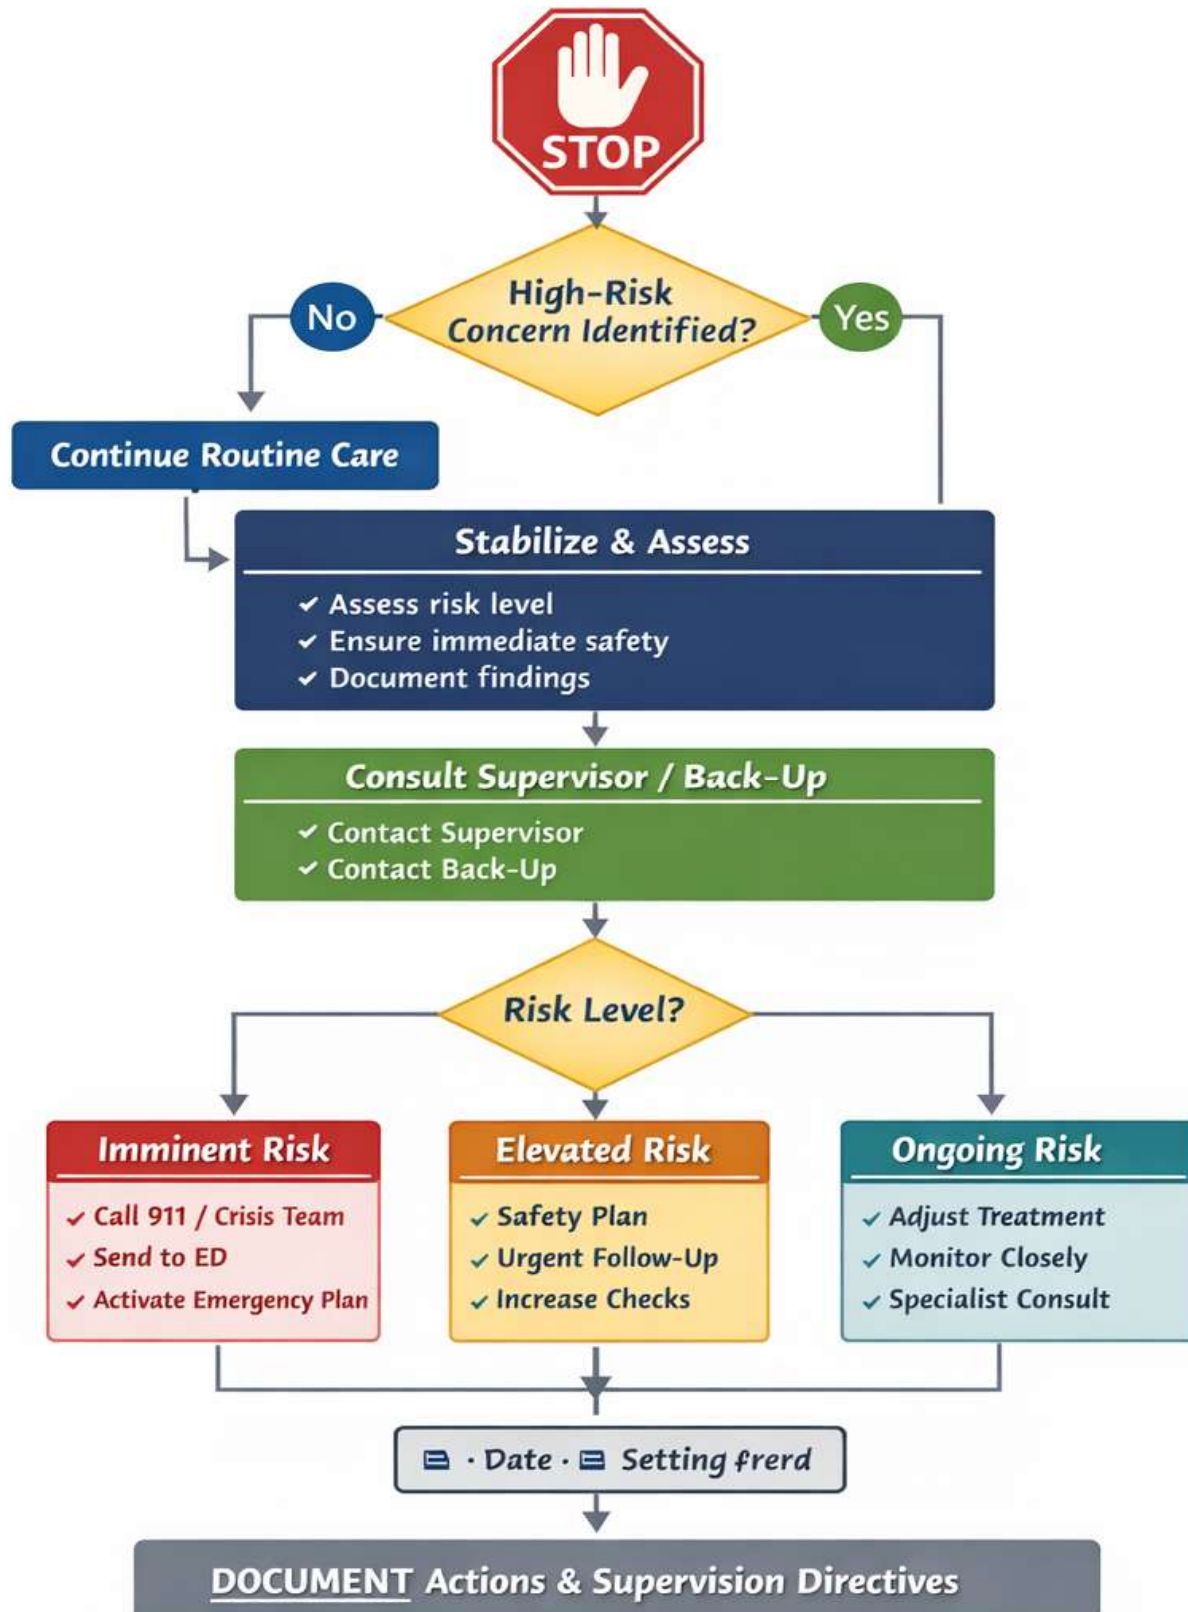 STOP
High-Risk
Concern Identified?
No
Yes
Continue Routine Care
Stabilize & Assess
✓ Assess risk level
✓ Ensure immediate safety
✓ Document findings
Consult Supervisor / Back-Up
✓ Contact Supervisor
✓ Contact Back-Up
Risk Level?
Imminent Risk
✓ Call 911 / Crisis Team
✓ Send to ED
✓ Activate Emergency Plan
Elevated Risk
✓ Safety Plan
✓ Urgent Follow-Up
✓ Increase Checks
Ongoing Risk
✓ Adjust Treatment
✓ Monitor Closely
✓ Specialist Consult
· Date · Setting frerd
DOCUMENT Actions & Supervision Directives